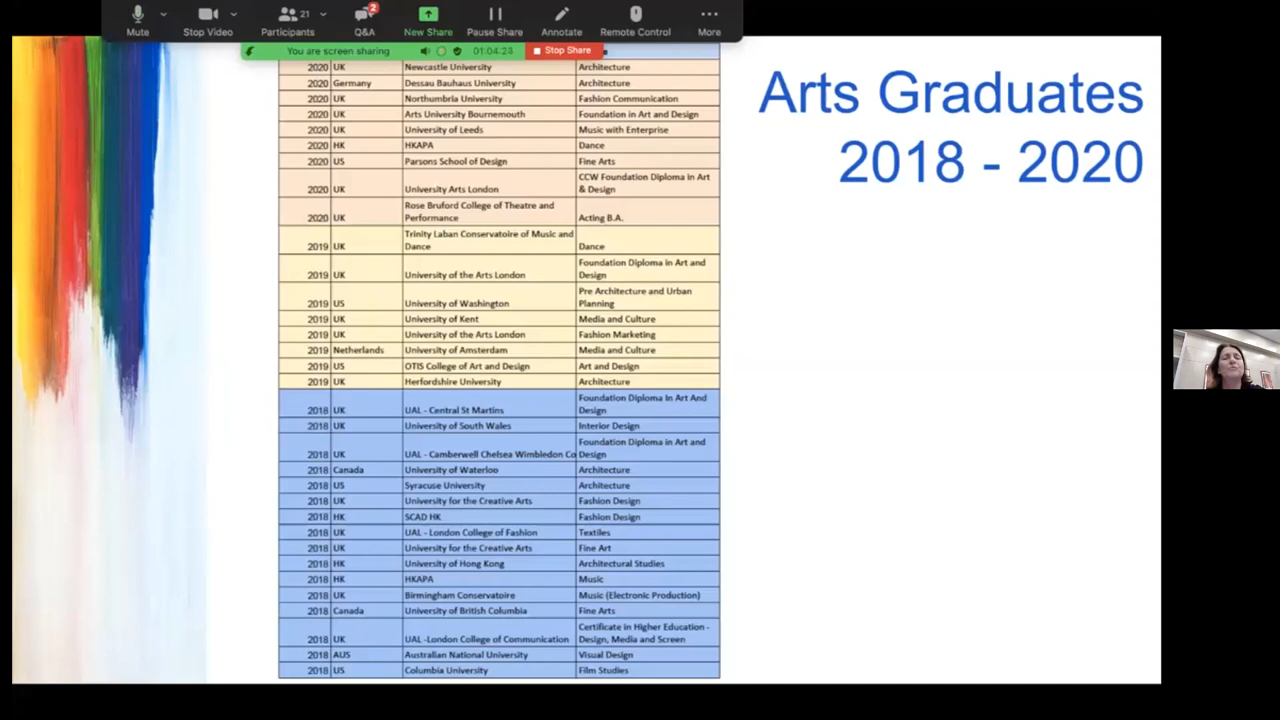 Mute
Stop Video
21
Participants
2
Q&A
New Share
Pause Share
Annotate
Remote Control
More
You are screen sharing
01:04:23
Stop Share
Arts Graduates
2018 - 2020
2020 UK Newcastle University Architecture
2020 Germany Dessau Bauhaus University Architecture
2020 UK Northumbria University Fashion Communication
2020 UK Arts University Bournemouth Foundation in Art and Design
2020 UK University of Leeds Music with Enterprise
2020 HK HKAPA Dance
2020 US Parsons School of Design Fine Arts
CCW Foundation Diploma in Art
2020 UK University Arts London & Design
Rose Bruford College of Theatre and
2020 UK Performance Acting B.A.
Trinity Laban Conservatoire of Music and
2019 UK Dance Dance
Foundation Diploma in Art and
2019 UK University of the Arts London Design
Pre Architecture and Urban
2019 US University of Washington Planning
2019 UK University of Kent Media and Culture
2019 UK University of the Arts London Fashion Marketing
2019 Netherlands University of Amsterdam Media and Culture
2019 US OTIS College of Art and Design Art and Design
2019 UK Herfordshire University Architecture
Foundation Diploma In Art And
2018 UK UAL - Central St Martins Design
2018 UK University of South Wales Interior Design
Foundation Diploma in Art and
2018 UK UAL - Camberwell Chelsea Wimbledon Co Design
2018 Canada University of Waterloo Architecture
2018 US Syracuse University Architecture
2018 UK University for the Creative Arts Fashion Design
2018 HK SCAD HK Fashion Design
2018 UK UAL - London College of Fashion Textiles
2018 UK University for the Creative Arts Fine Art
2018 HK University of Hong Kong Architectural Studies
2018 HK HKAPA Music
2018 UK Birmingham Conservatoire Music (Electronic Production)
2018 Canada University of British Columbia Fine Arts
Certificate in Higher Education -
2018 UK UAL -London College of Communication Design, Media and Screen
2018 AUS Australian National University Visual Design
2018 US Columbia University Film Studies